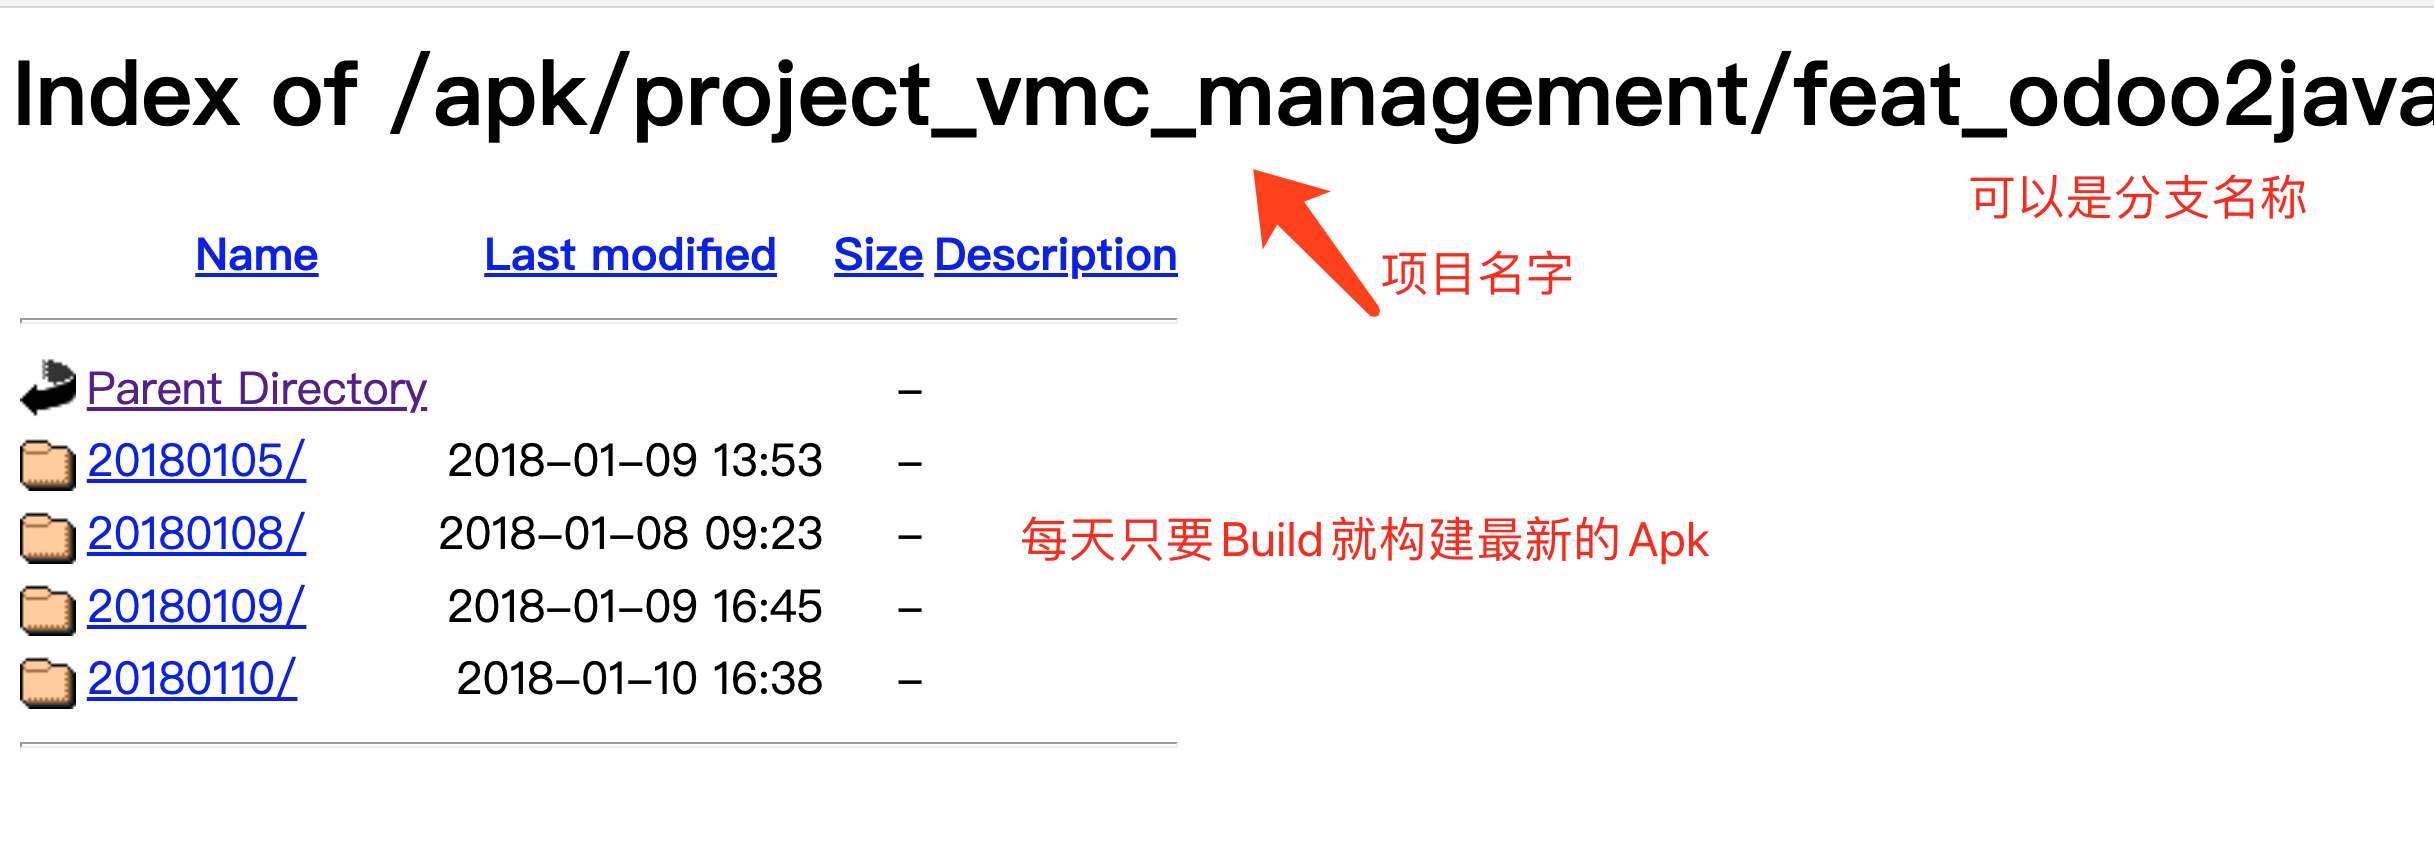 Index of /apk/project_vmc_management/feat_odoo2java
可以是分支名称
项目名字
Name Last modified Size Description
Parent Directory –
20180105/ 2018–01–09 13:53 –
20180108/ 2018–01–08 09:23 –
每天只要Build就构建最新的Apk
20180109/ 2018–01–09 16:45 –
20180110/ 2018–01–10 16:38 –